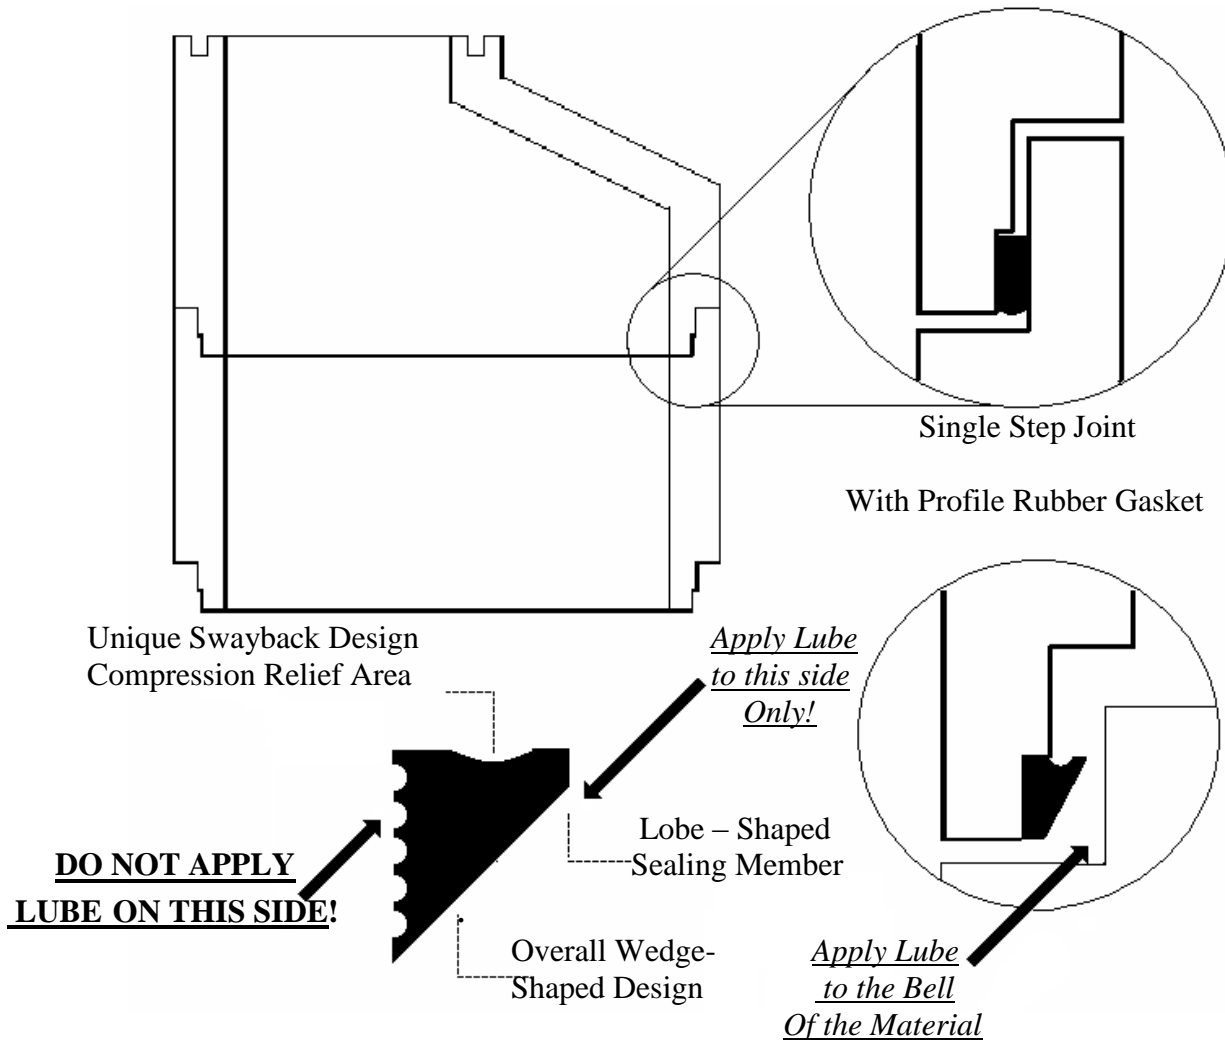 Single Step Joint
With Profile Rubber Gasket
Unique Swayback Design
Compression Relief Area
Apply Lube
to this side
Only!
Lobe – Shaped
Sealing Member
DO NOT APPLY
LUBE ON THIS SIDE!
Overall Wedge-
Shaped Design
Apply Lube
to the Bell
Of the Material